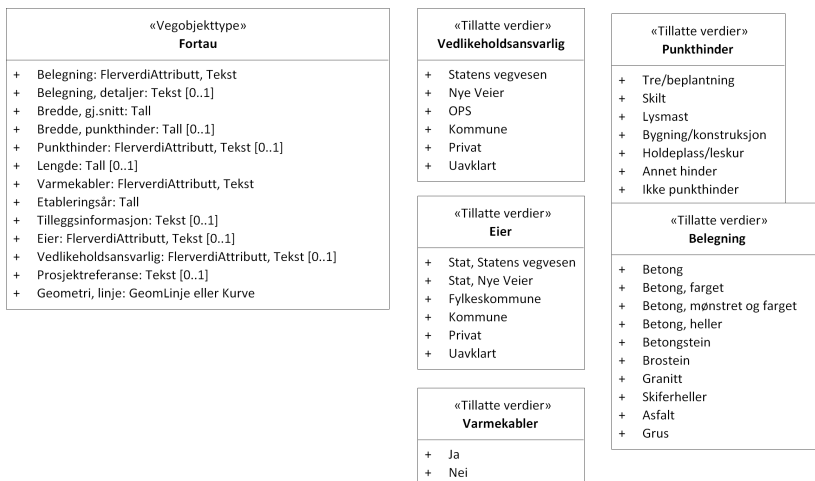 «Vegobjekttype»
Fortau
+ Belegning: FlerverdiAttributt, Tekst
+ Belegning, detaljer: Tekst [0..1]
+ Bredde, gj.snitt: Tall
+ Bredde, punkthinder: Tall [0..1]
+ Punkthinder: FlerverdiAttributt, Tekst [0..1]
+ Lengde: Tall [0..1]
+ Varmekabler: FlerverdiAttributt, Tekst
+ Etableringsår: Tall
+ Tilleggsinformasjon: Tekst [0..1]
+ Eier: FlerverdiAttributt, Tekst [0..1]
+ Vedlikeholdsansvarlig: FlerverdiAttributt, Tekst [0..1]
+ Prosjektreferanse: Tekst [0..1]
+ Geometri, linje: GeomLinje eller Kurve
«Tillatte verdier»
Vedlikeholdsansvarlig
+ Statens vegvesen
+ Nye Veier
+ OPS
+ Kommune
+ Privat
+ Uavklart
«Tillatte verdier»
Eier
+ Stat, Statens vegvesen
+ Stat, Nye Veier
+ Fylkeskommune
+ Kommune
+ Privat
+ Uavklart
«Tillatte verdier»
Varmekabler
+ Ja
+ Nei
«Tillatte verdier»
Punkthinder
+ Tre/beplantning
+ Skilt
+ Lysmast
+ Bygning/konstruksjon
+ Holdeplass/leskur
+ Annet hinder
+ Ikke punkthinder
«Tillatte verdier»
Belegning
+ Betong
+ Betong, farget
+ Betong, mønstret og farget
+ Betong, heller
+ Betongstein
+ Brostein
+ Granitt
+ Skiferheller
+ Asfalt
+ Grus